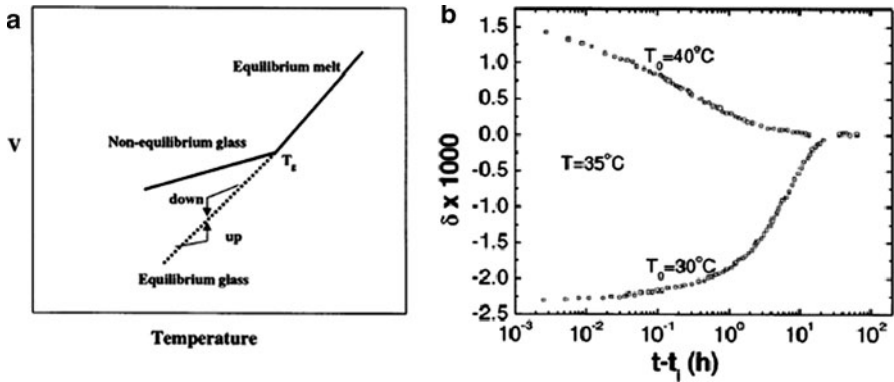 a
V
Equilibrium melt
Non-equilibrium glass
Tg
down
up
Equilibrium glass
Temperature
b
δ x 1000
1.5
1.0
0.5
0.0
-0.5
-1.0
-1.5
-2.0
-2.5
T₀=40°C
T=35°C
T₀=30°C
10⁻³ 10⁻² 10⁻¹ 10⁰ 10¹ 10²
t-tᵢ (h)